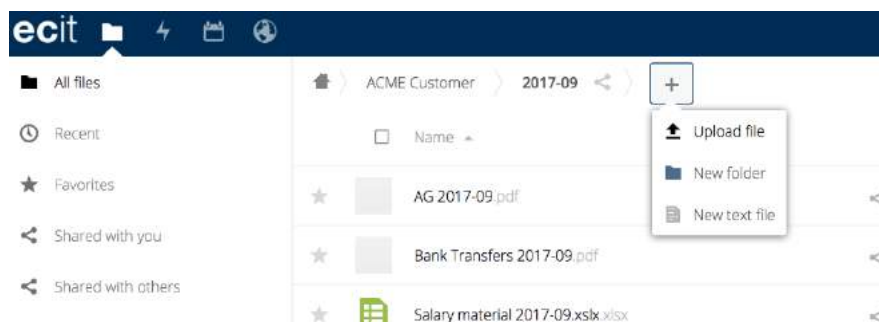 ecit
All files
Recent
Favorites
Shared with you
Shared with others
ACME Customer 2017-09 +
Upload file
New folder
New text file
Name
AG 2017-09.pdf
Bank Transfers 2017-09.pdf
Salary material 2017-09.xslx.xlsx